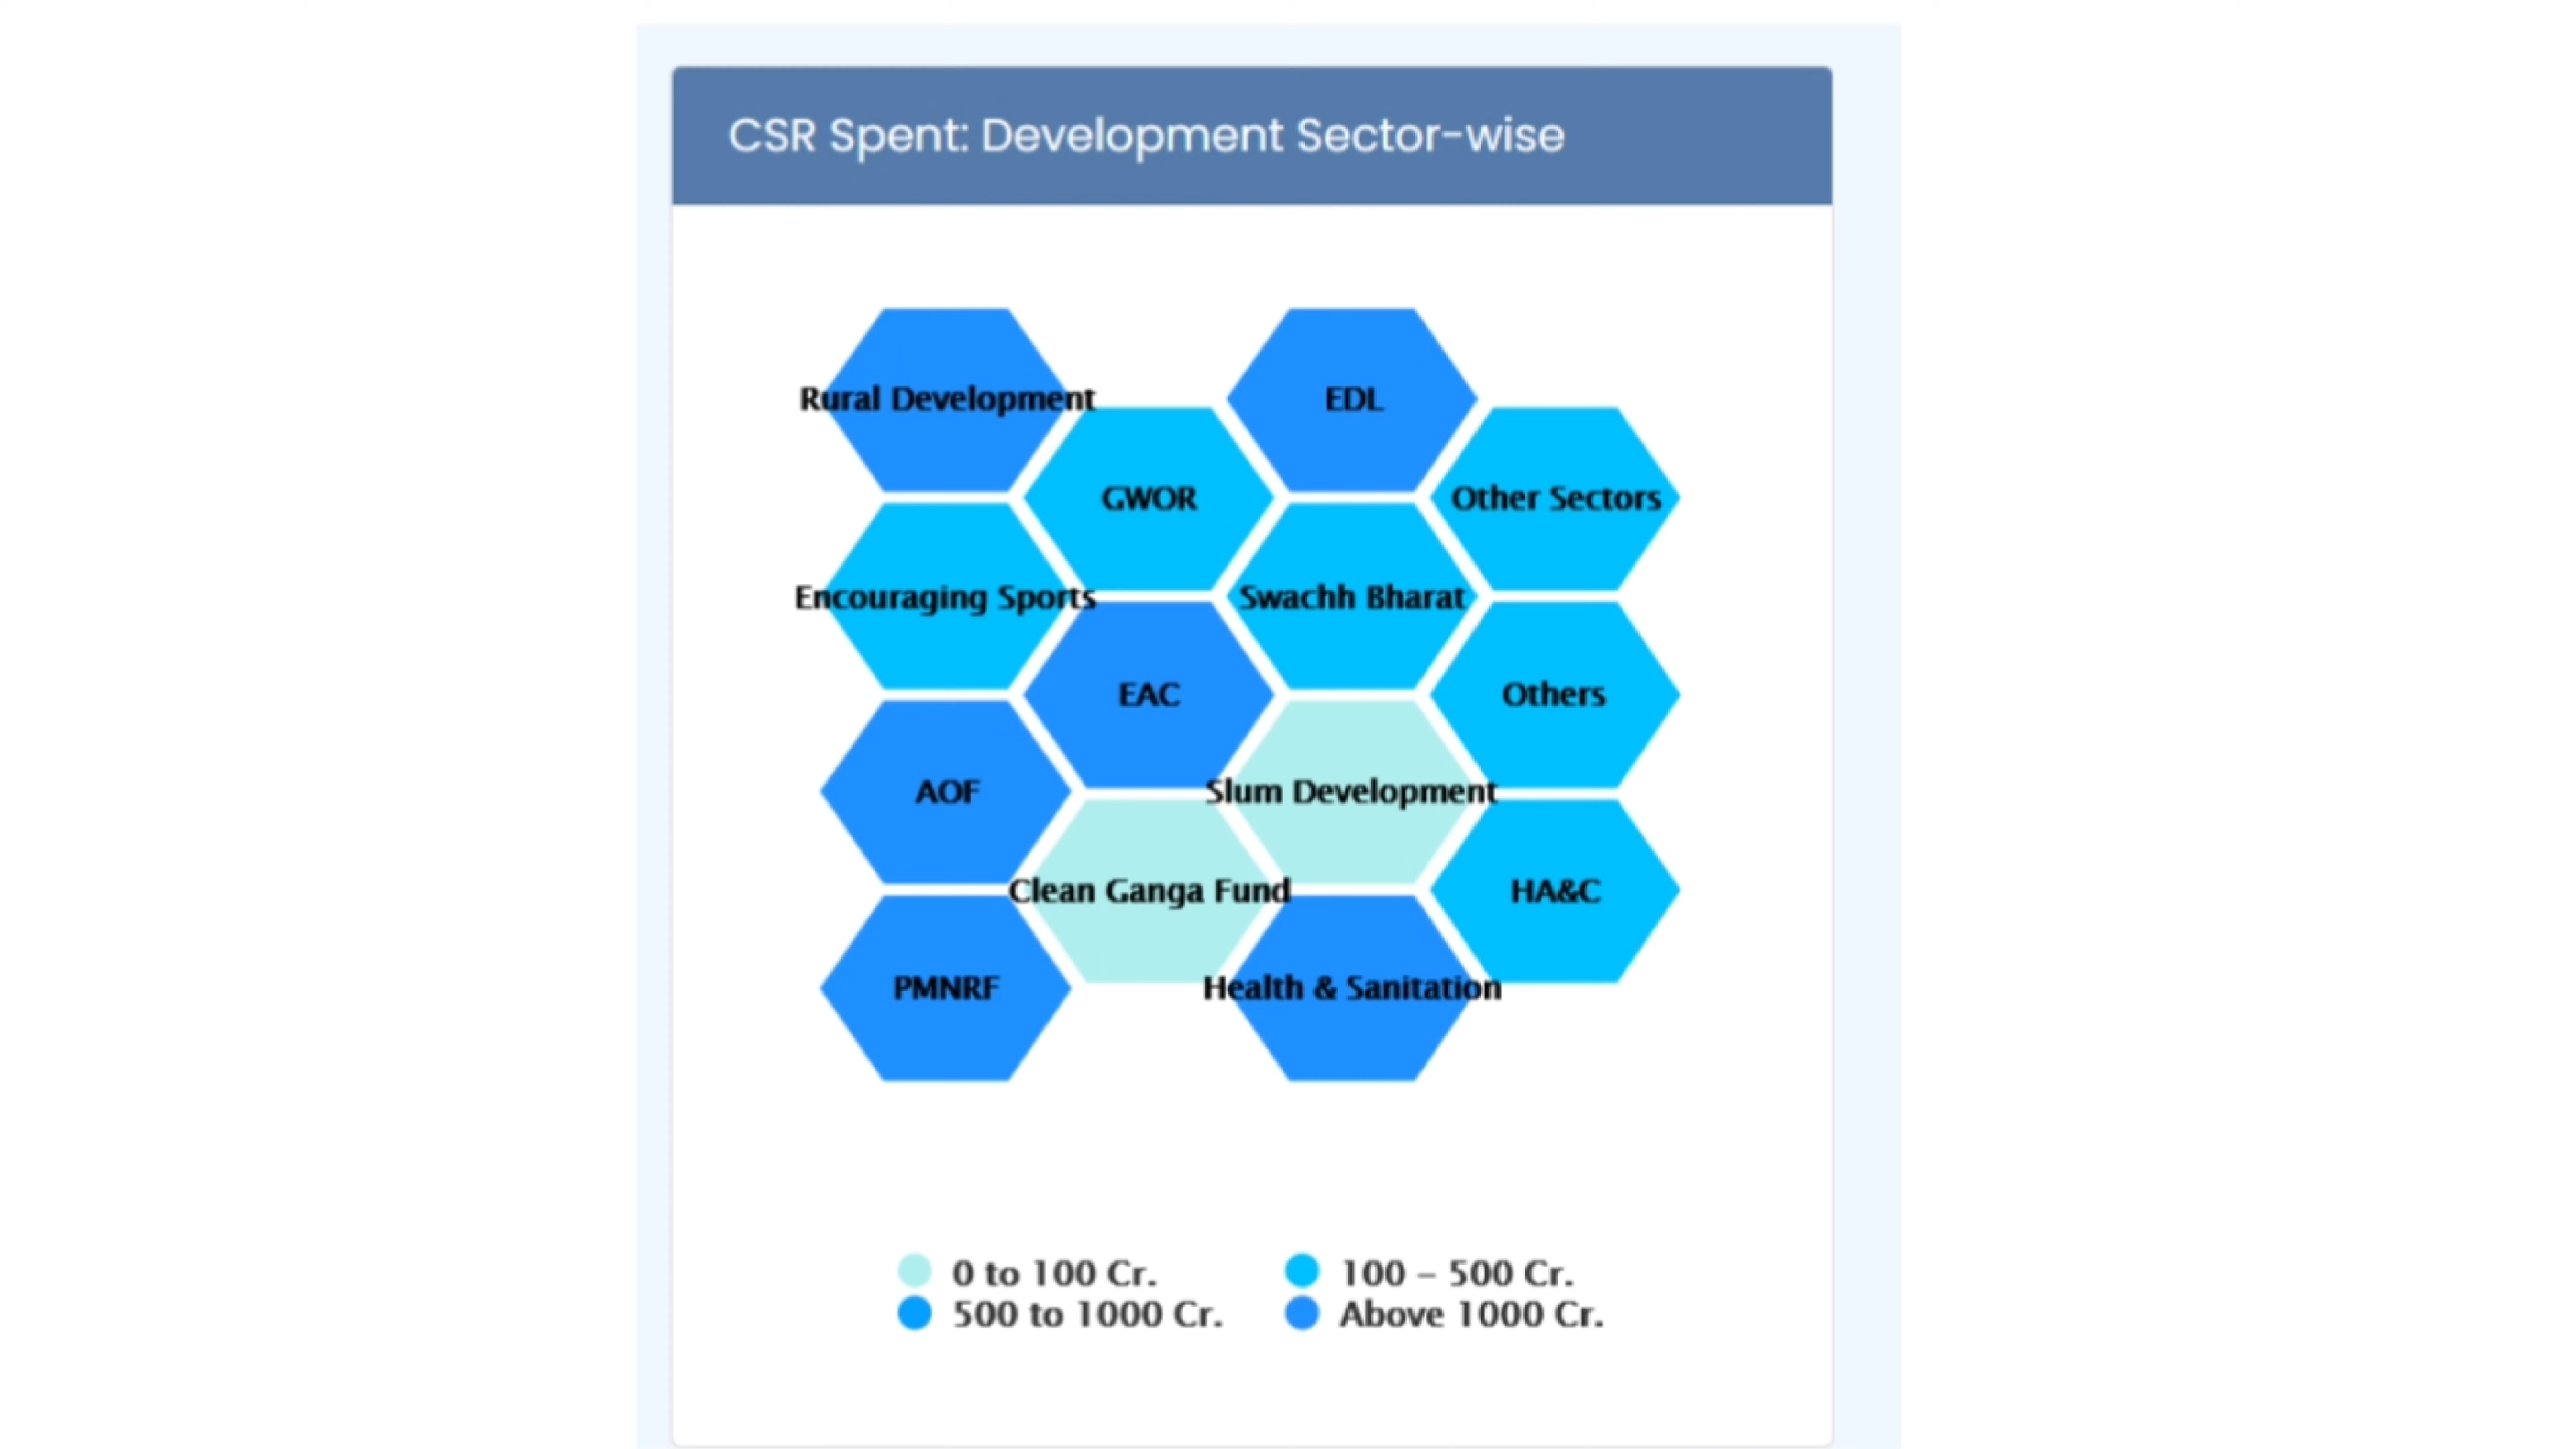 CSR Spent: Development Sector-wise
Rural Development
EDL
GWOR
Other Sectors
Encouraging Sports
Swachh Bharat
EAC
Others
AOF
Slum Development
Clean Ganga Fund
HA&C
PMNRF
Health & Sanitation
0 to 100 Cr.
100 – 500 Cr.
500 to 1000 Cr.
Above 1000 Cr.